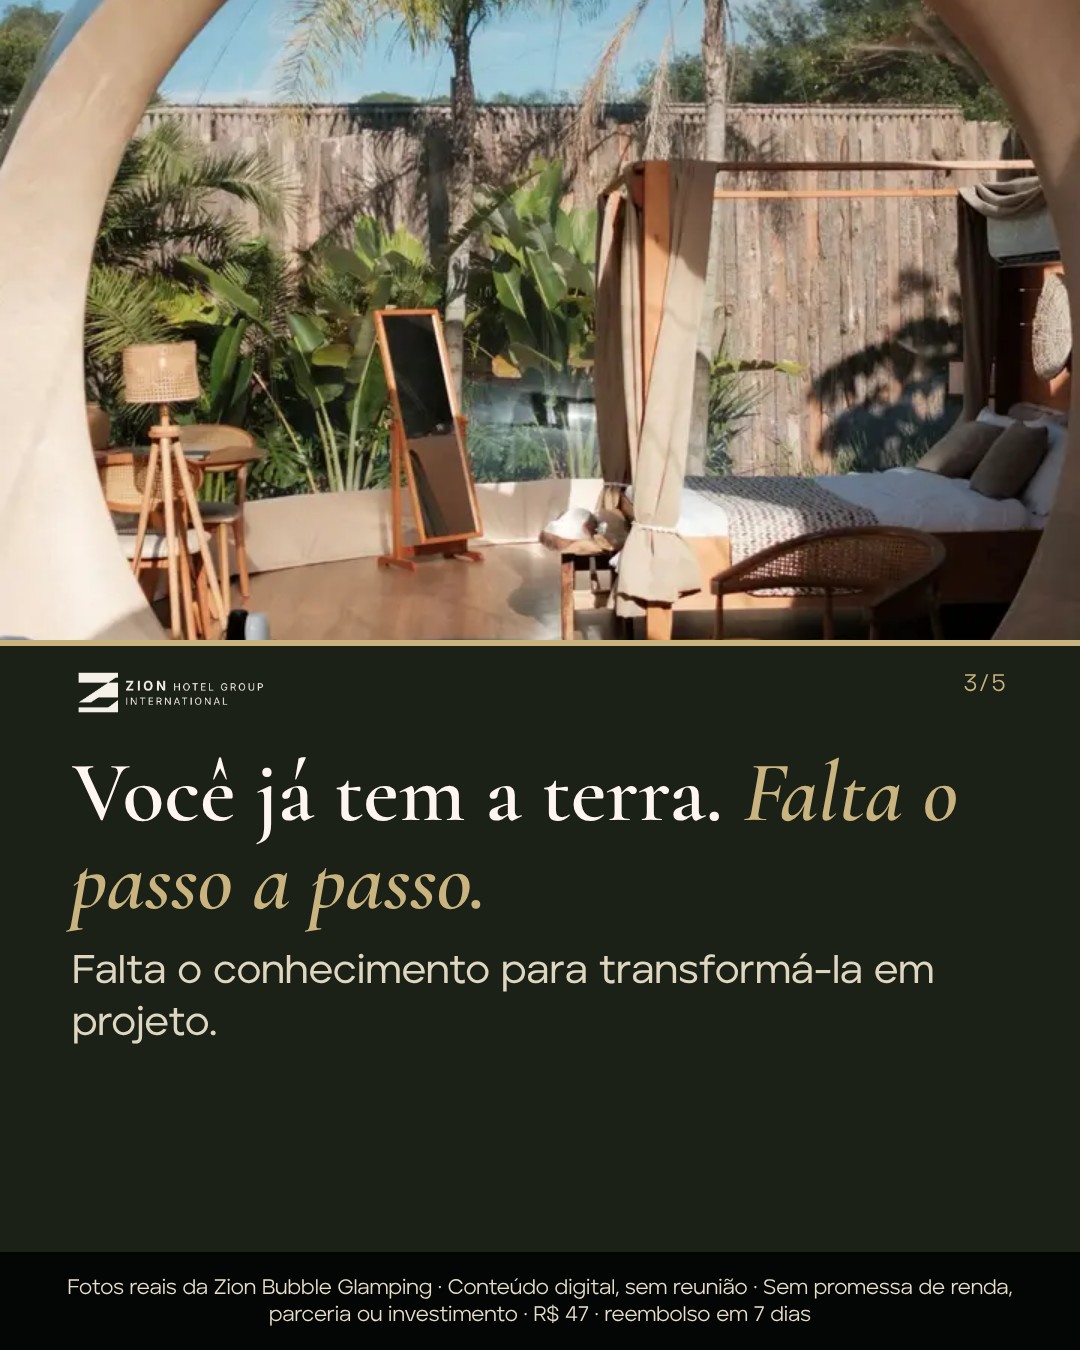 ZION HOTEL GROUP
INTERNATIONAL
3/5
Você já tem a terra. Falta o
passo a passo.
Falta o conhecimento para transformá-la em
projeto.
Fotos reais da Zion Bubble Glamping · Conteúdo digital, sem reunião · Sem promessa de renda,
parceria ou investimento · R$ 47 · reembolso em 7 dias